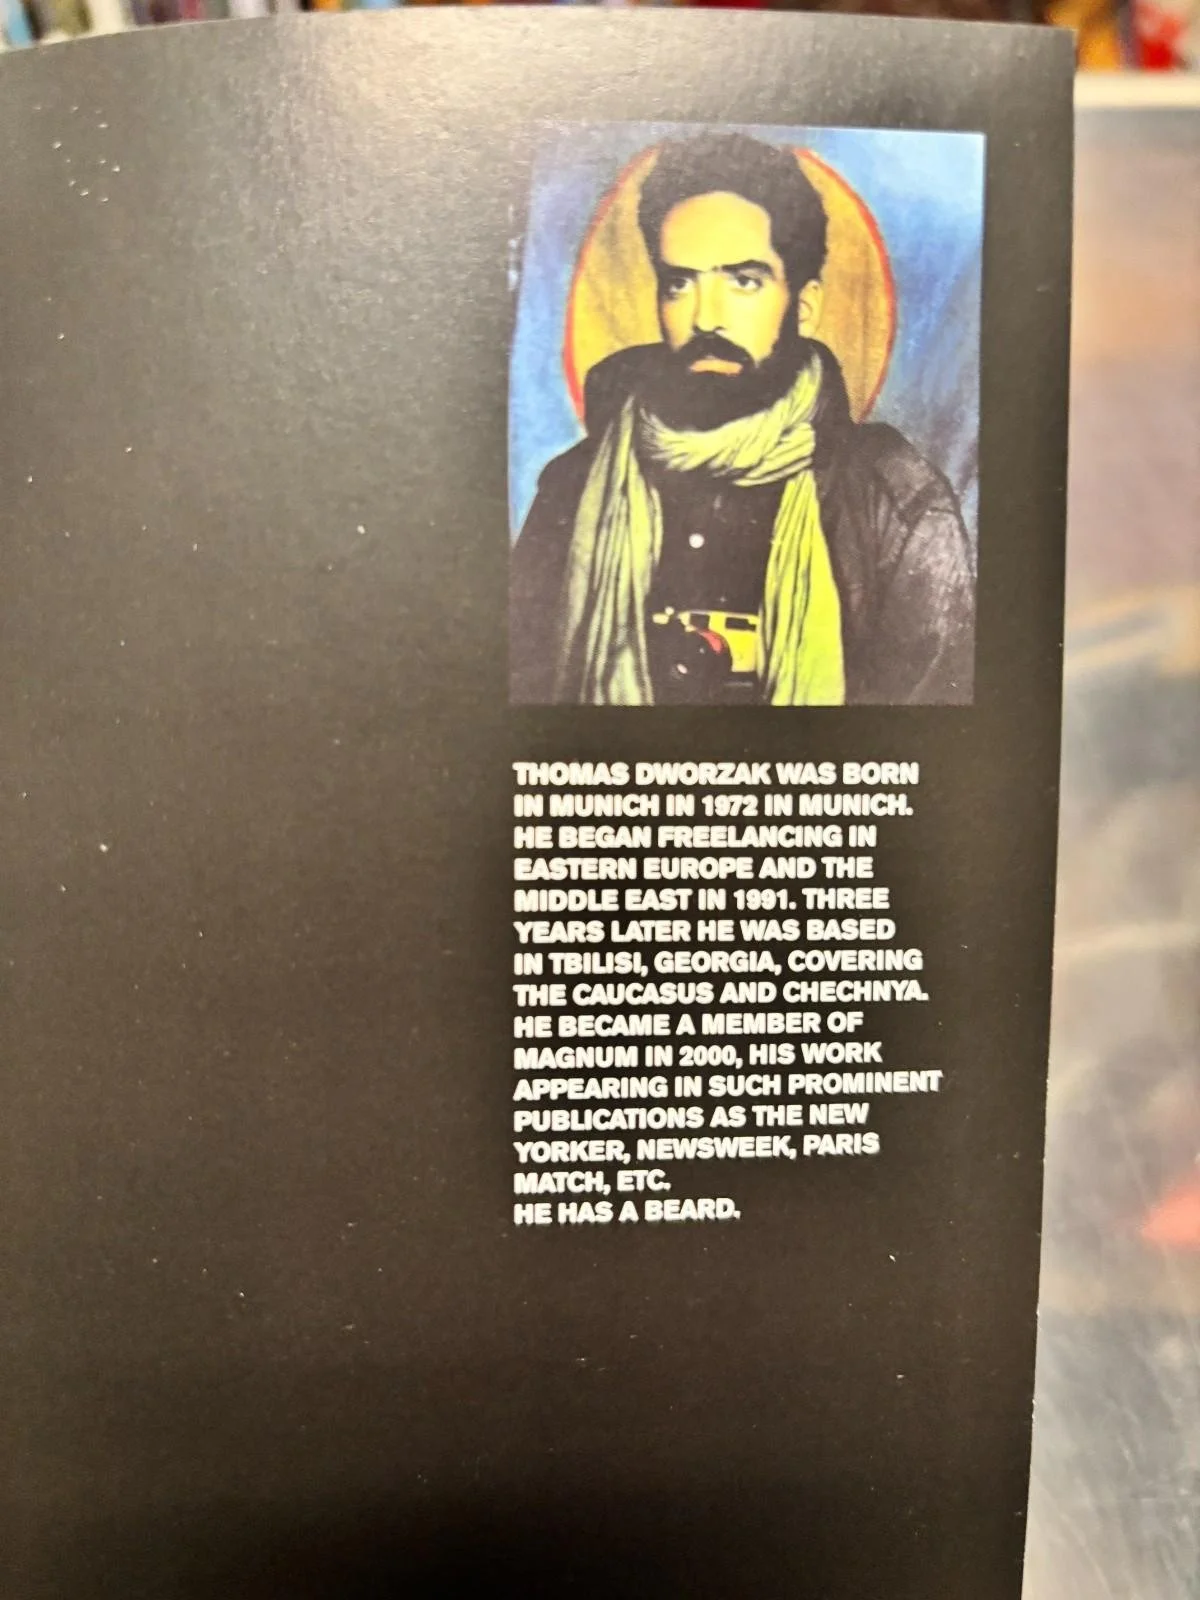 THOMAS DWORZAK WAS BORN
IN MUNICH IN 1972 IN MUNICH.
HE BEGAN FREELANCING IN
EASTERN EUROPE AND THE
MIDDLE EAST IN 1991. THREE
YEARS LATER HE WAS BASED
IN TBILISI, GEORGIA, COVERING
THE CAUCASUS AND CHECHNYA.
HE BECAME A MEMBER OF
MAGNUM IN 2000, HIS WORK
APPEARING IN SUCH PROMINENT
PUBLICATIONS AS THE NEW
YORKER, NEWSWEEK, PARIS
MATCH, ETC.
HE HAS A BEARD.